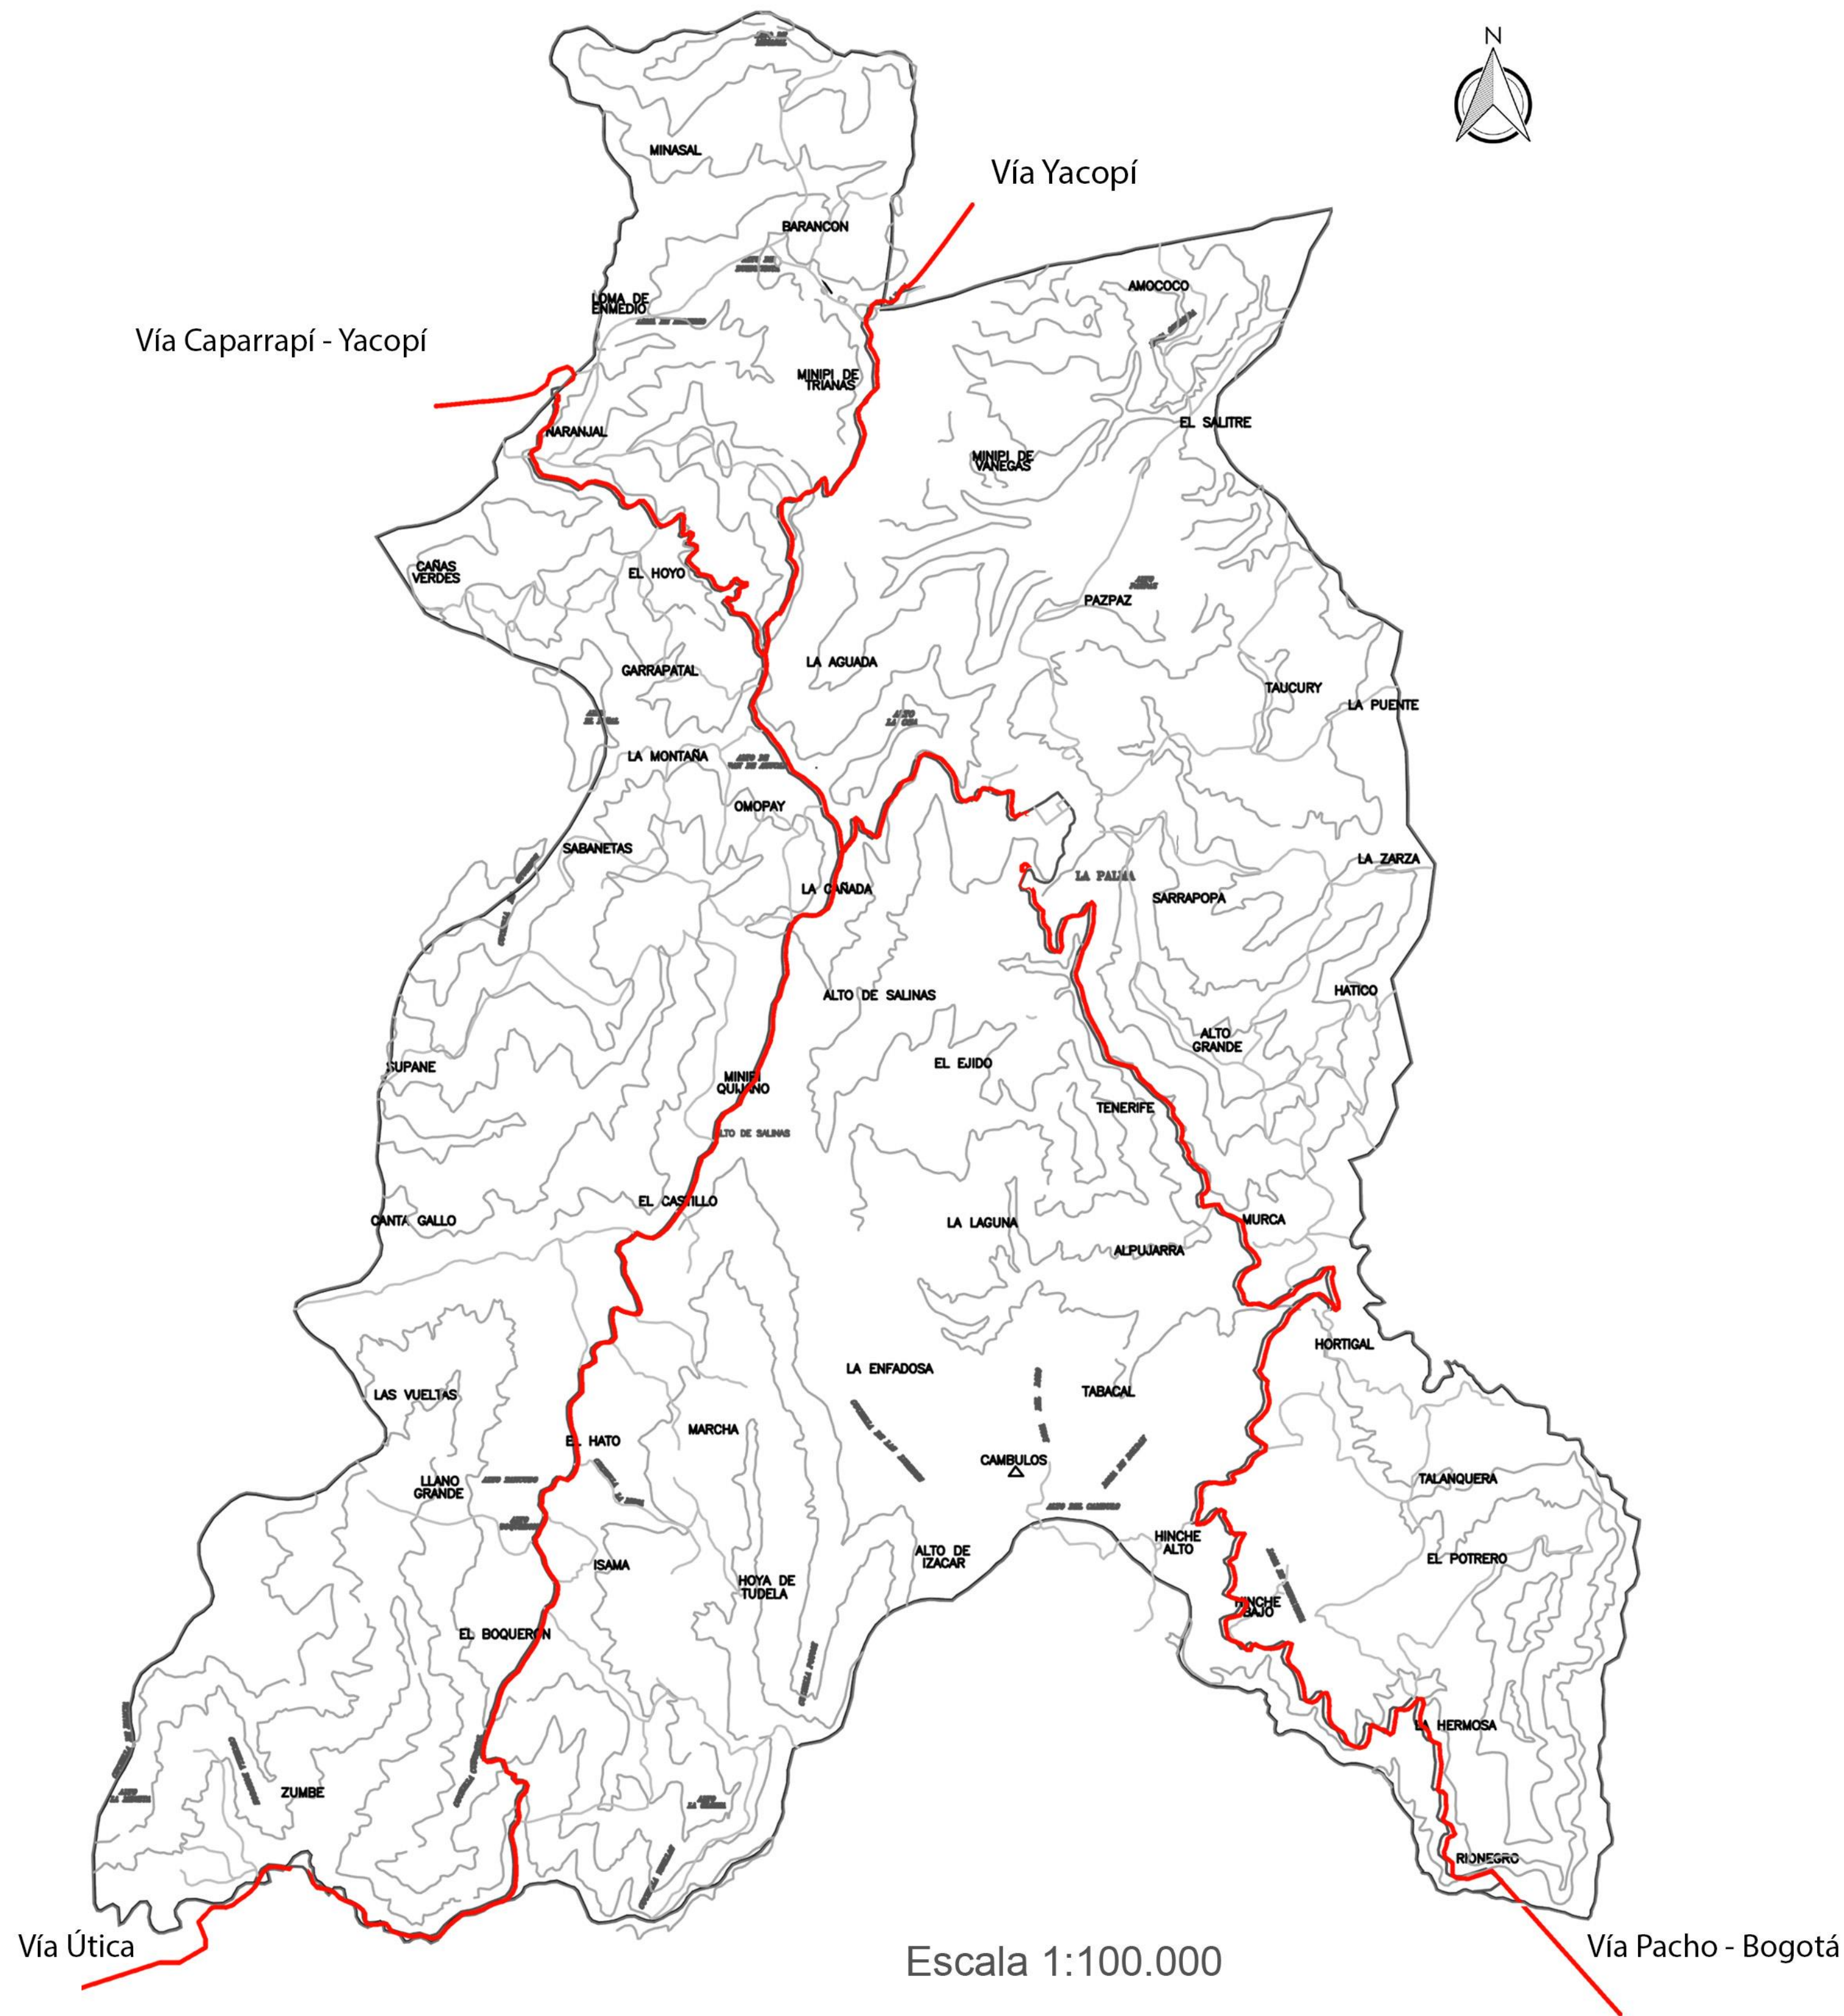 N
MINASAL
Vía Yacopí
BARANCON
AMOCOCO
LOMA DE
ENMEDIO
Vía Caparrapí - Yacopí
MINIPI DE
TRIANAS
EL SALITRE
NARANJAL
MINIPI DE
VANEGAS
CAÑAS
VERDES
EL HOYO
PAZPAZ
LA AGUADA
GARRAPATAL
TAUCURY
LA PUENTE
LA MONTAÑA
OMOPAY
SABANETAS
LA ZARZA
LA PALMA
LA CAÑADA
SARRAPOPA
ALTO DE SALINAS
HATICO
ALTO
GRANDE
EL EJIDO
SUPANE
MINIPI
QUIJANO
TENERIFE
ALTO DE SALINAS
EL CASTILLO
CANTA GALLO
LA LAGUNA
MURCA
ALPUJARRA
HORTIGAL
LA ENFADOSA
LAS VUELTAS
TABACAL
MARCHA
EL HATO
CAMBULOS
LLANO
GRANDE
TALANQUERA
HINCHE
ALTO
ALTO DE
IZACAR
EL POTRERO
ISAMA
HOYA DE
TUDELA
HINCHE
BAJO
EL BOQUERON
LA HERMOSA
ZUMBE
RIONEGRO
Vía Útica
Escala 1:100.000
Vía Pacho - Bogotá